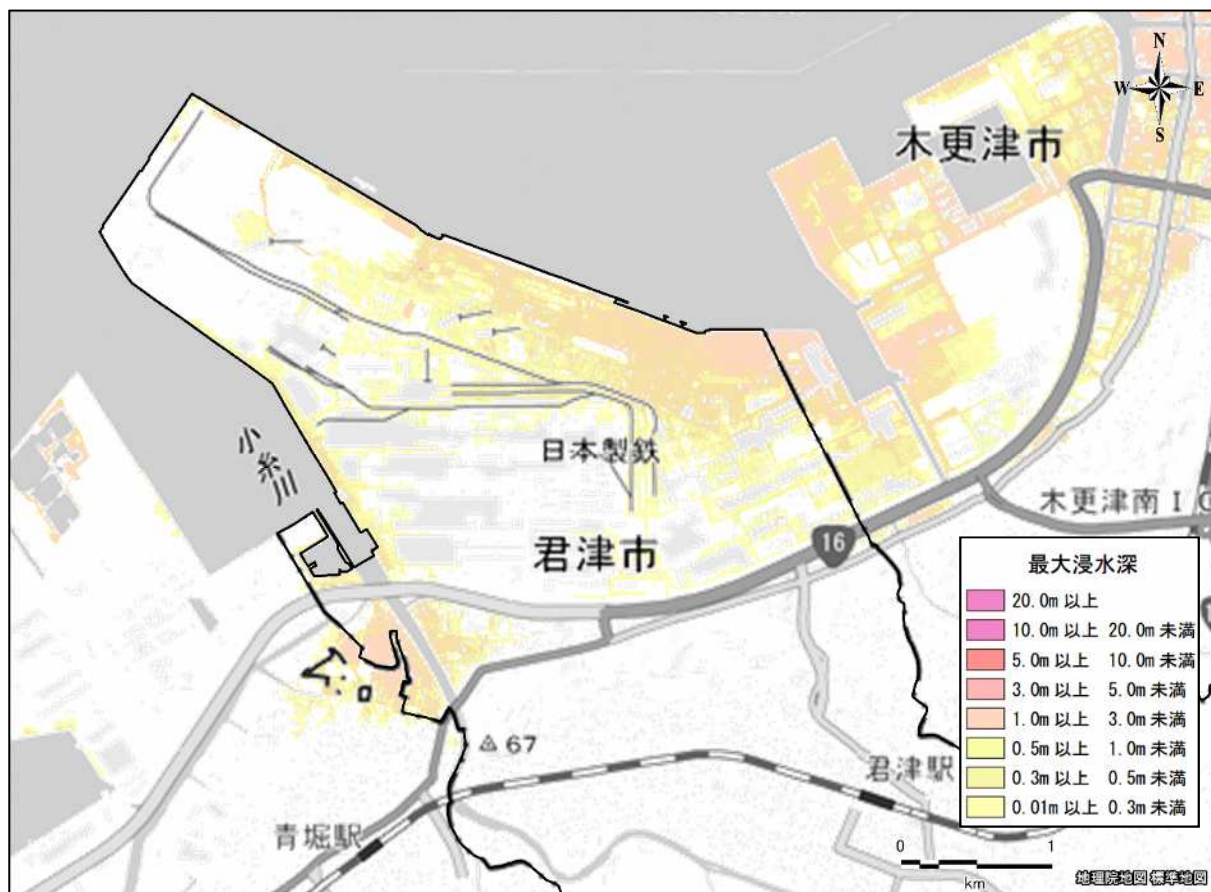 N
W E
S
木更津市
小糸川
日本製鉄
君津市
16
木更津南IC
67
君津駅
青堀駅
最大浸水深
20.0m 以上
10.0m 以上 20.0m 未満
5.0m 以上 10.0m 未満
3.0m 以上 5.0m 未満
1.0m 以上 3.0m 未満
0.5m 以上 1.0m 未満
0.3m 以上 0.5m 未満
0.01m 以上 0.3m 未満
0 1
km
地理院地図 標準地図